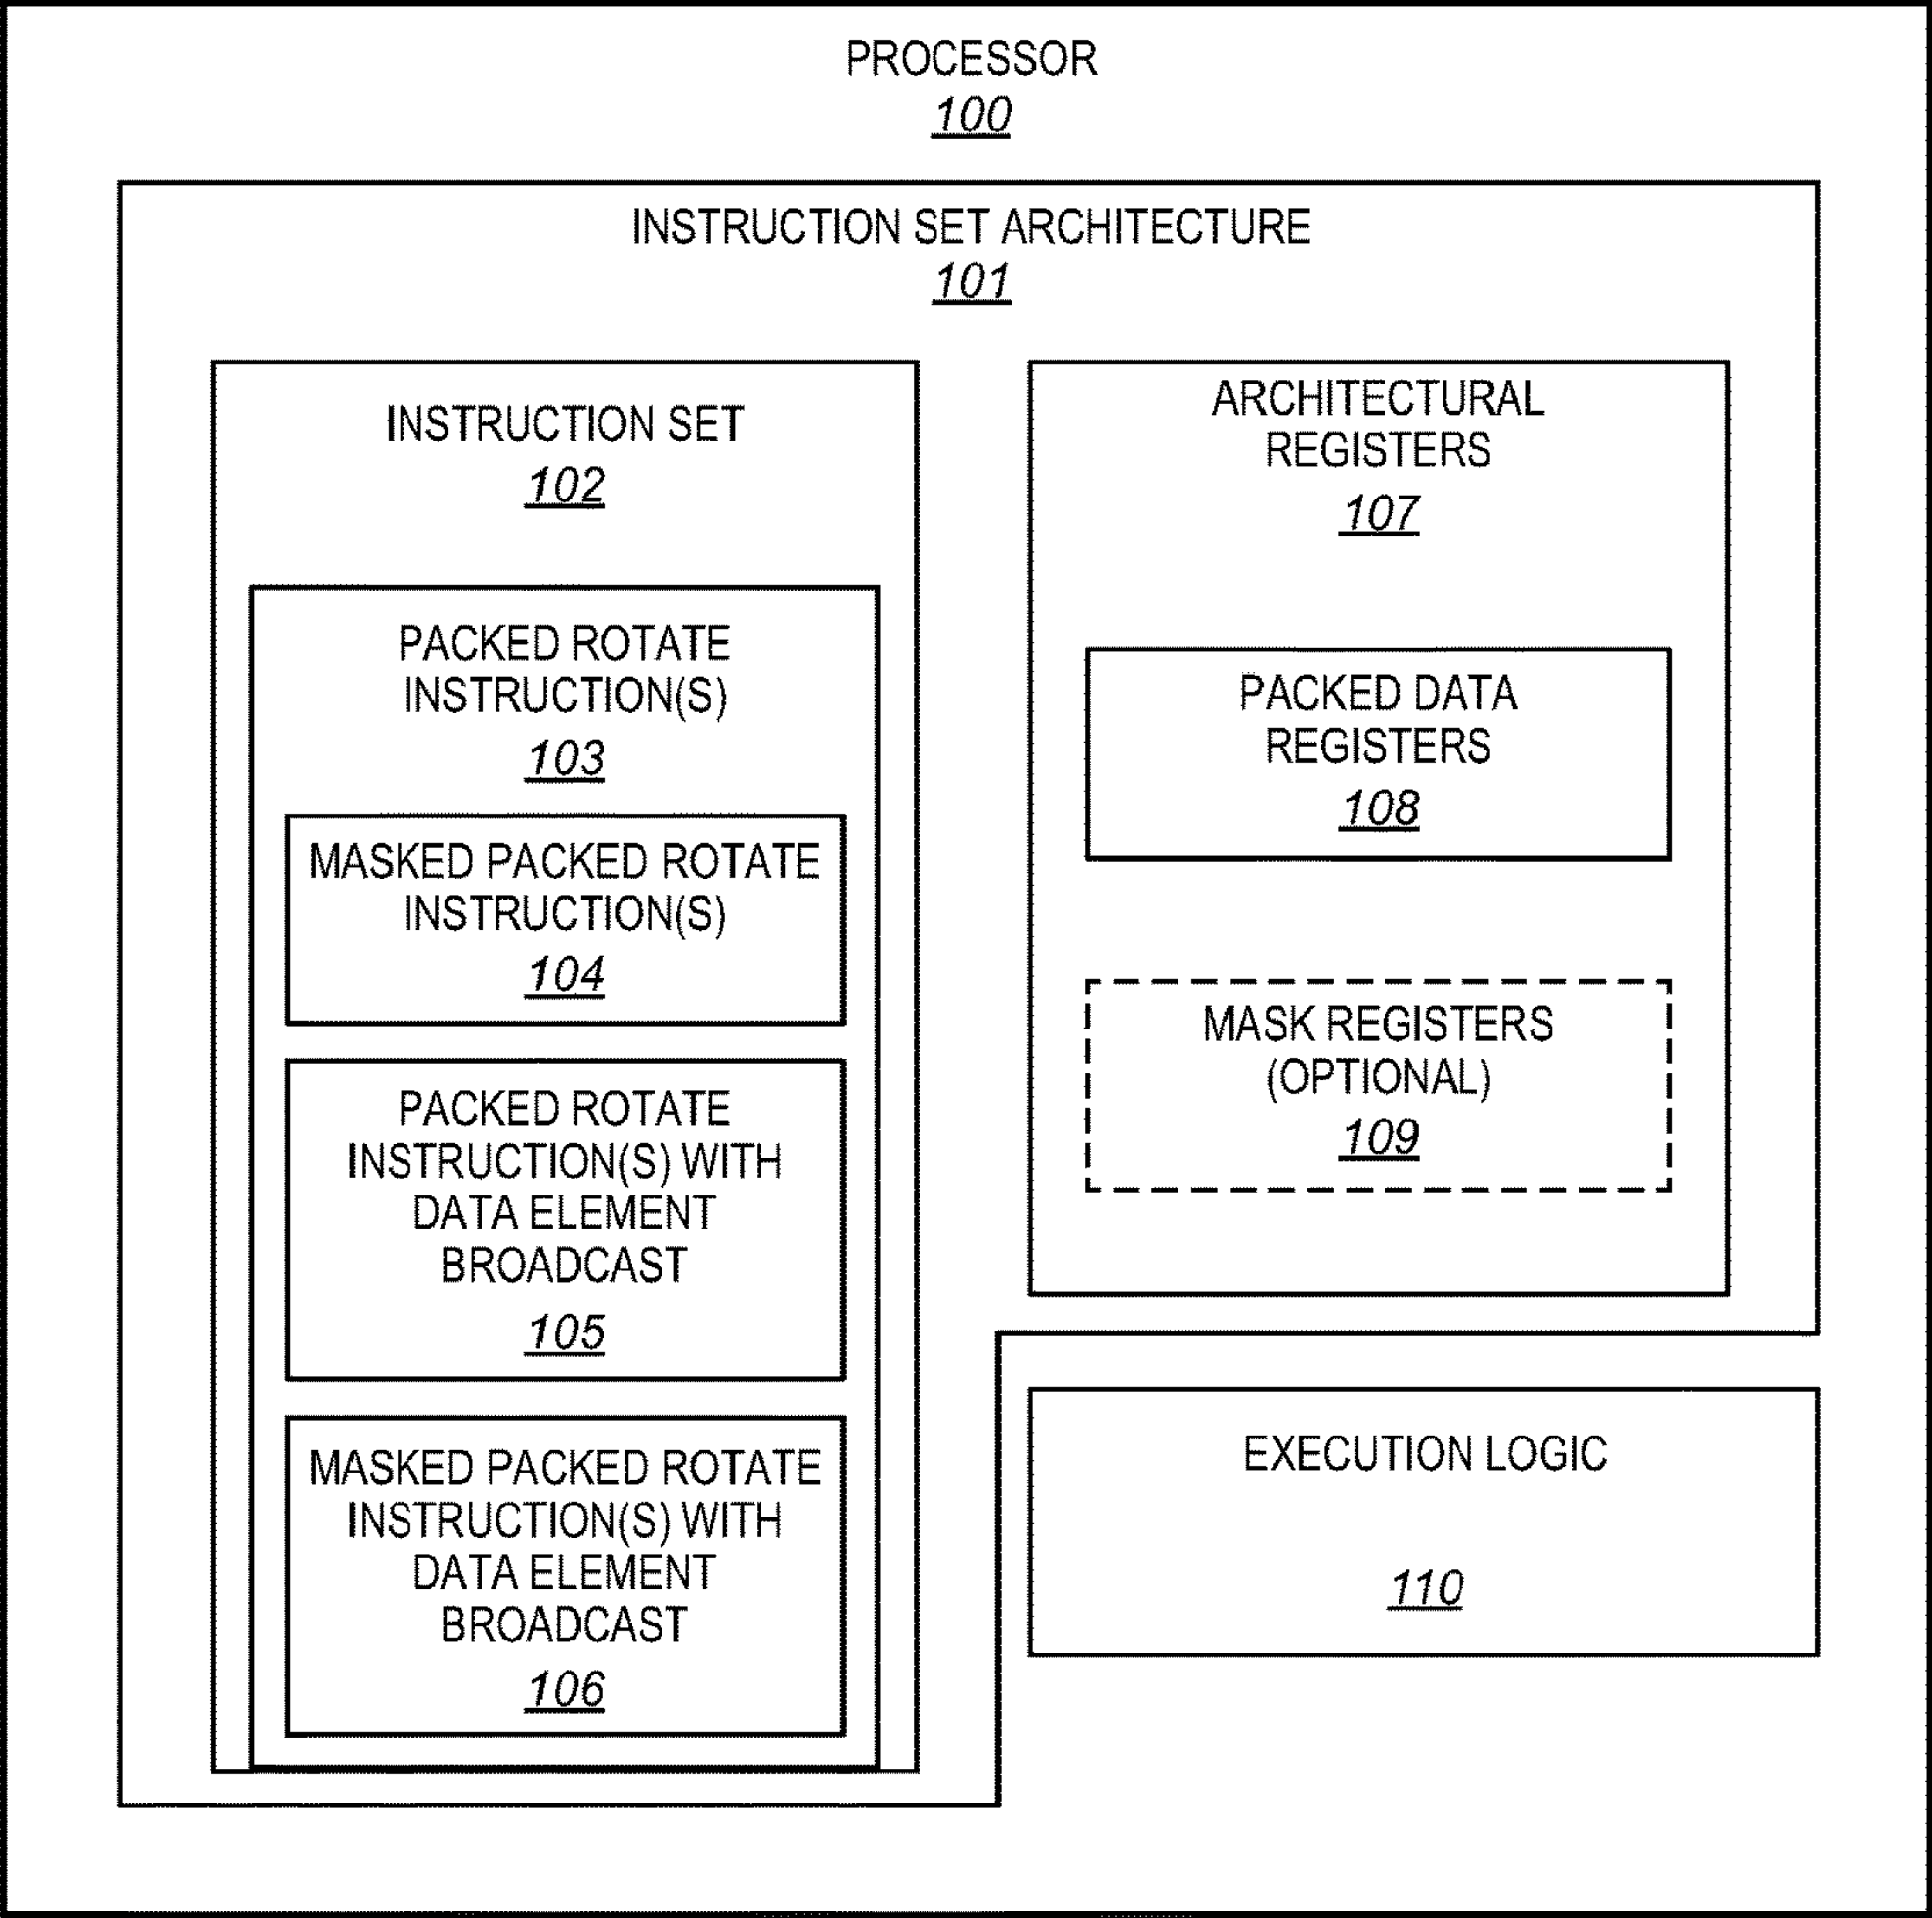 PROCESSOR
100
INSTRUCTION SET ARCHITECTURE
101
INSTRUCTION SET
102
PACKED ROTATE
INSTRUCTION(S)
103
MASKED PACKED ROTATE
INSTRUCTION(S)
104
PACKED ROTATE
INSTRUCTION(S) WITH
DATA ELEMENT
BROADCAST
105
MASKED PACKED ROTATE
INSTRUCTION(S) WITH
DATA ELEMENT
BROADCAST
106
ARCHITECTURAL
REGISTERS
107
PACKED DATA
REGISTERS
108
MASK REGISTERS
(OPTIONAL)
109
EXECUTION LOGIC
110